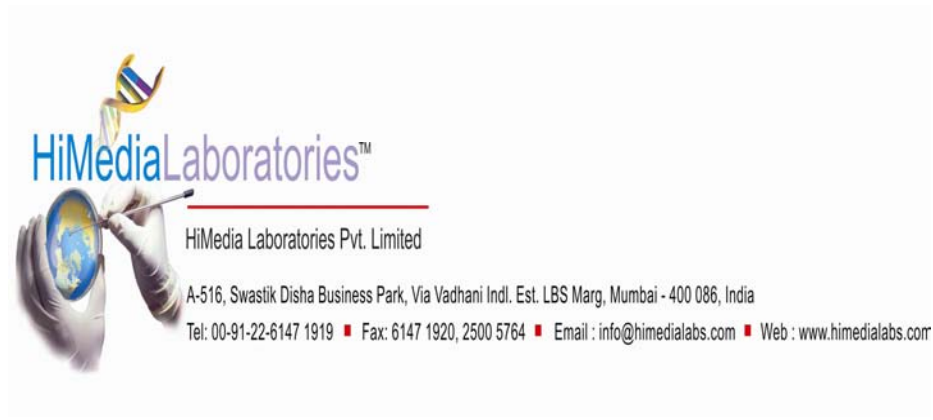 HiMediaLaboratories™
HiMedia Laboratories Pvt. Limited
A-516, Swastik Disha Business Park, Via Vadhani Indl. Est. LBS Marg, Mumbai - 400 086, India
Tel: 00-91-22-6147 1919 ▪ Fax: 6147 1920, 2500 5764 ▪ Email : info@himedialabs.com ▪ Web : www.himedialabs.com